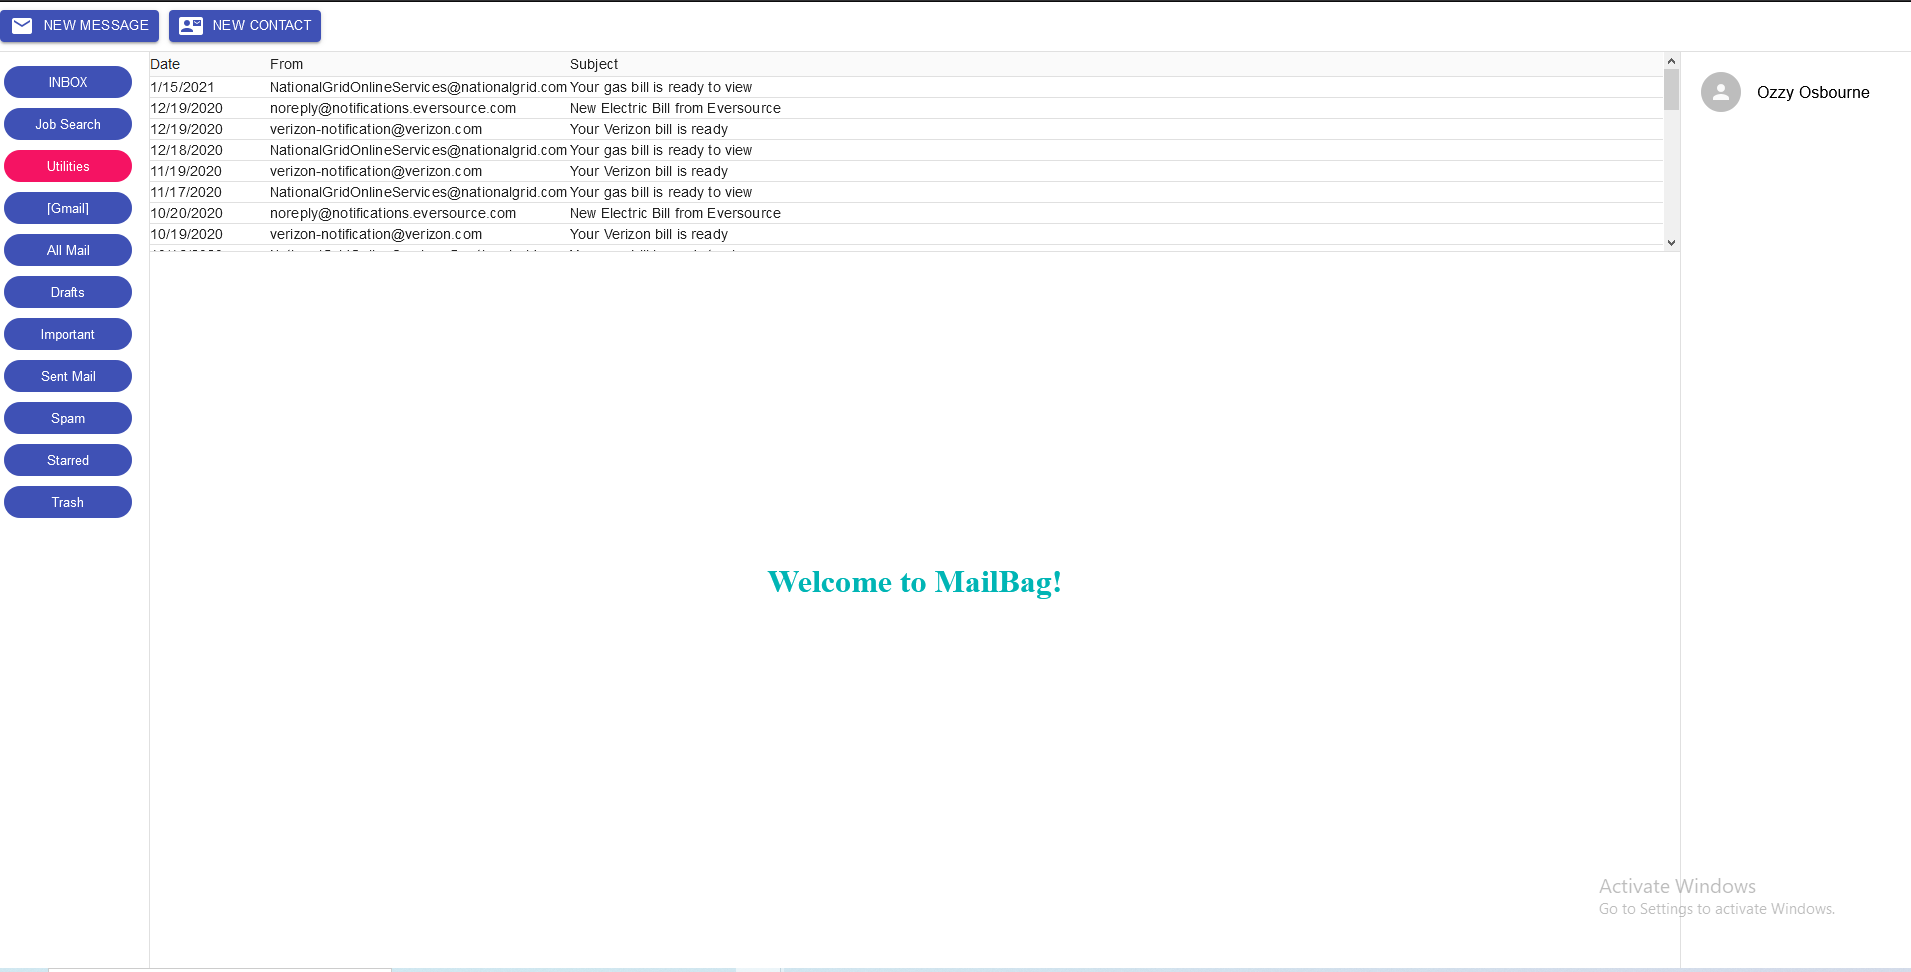 NEW MESSAGE NEW CONTACT
INBOX
Job Search
Utilities
[Gmail]
All Mail
Drafts
Important
Sent Mail
Spam
Starred
Trash
Date From Subject
1/15/2021 NationalGridOnlineServices@nationalgrid.com Your gas bill is ready to view
12/19/2020 noreply@notifications.eversource.com New Electric Bill from Eversource
12/19/2020 verizon-notification@verizon.com Your Verizon bill is ready
12/18/2020 NationalGridOnlineServices@nationalgrid.com Your gas bill is ready to view
11/19/2020 verizon-notification@verizon.com Your Verizon bill is ready
11/17/2020 NationalGridOnlineServices@nationalgrid.com Your gas bill is ready to view
10/20/2020 noreply@notifications.eversource.com New Electric Bill from Eversource
10/19/2020 verizon-notification@verizon.com Your Verizon bill is ready
Welcome to MailBag!
Ozzy Osbourne
Activate Windows
Go to Settings to activate Windows.